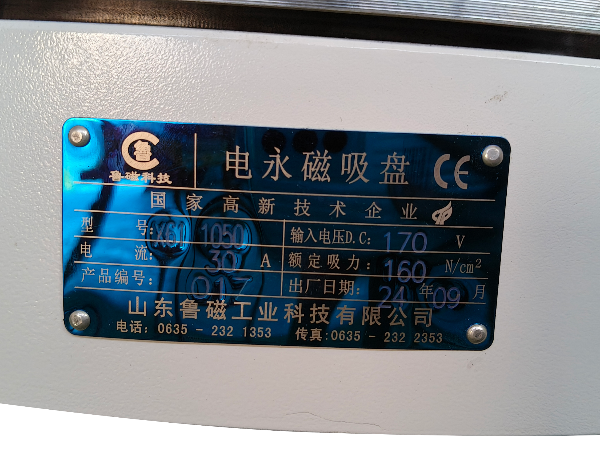 鲁
鲁磁科技
电永磁吸盘 CE
国家高新技术企业
型号: X61 1050 输入电压D.C: 170 V
电流: 30 A 额定吸力: 160 N/cm²
产品编号: 017 出厂日期: 24 年 09 月
山东鲁磁工业科技有限公司
电话: 0635 - 232 1353 传真:0635 - 232 2353